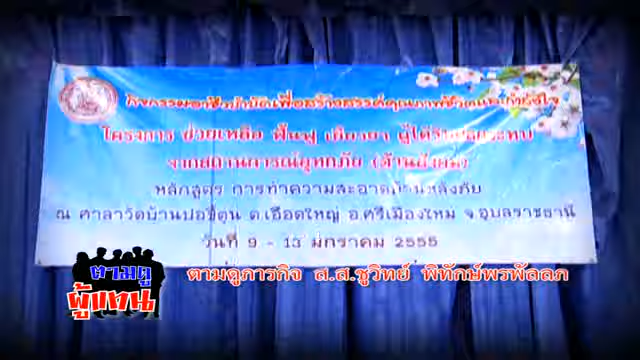 กิจกรรมอาชีวบำบัดเพื่อสร้างสรรค์คุณภาพชีวิตและกำลังใจ
โครงการ ช่วยเหลือ ฟื้นฟู เยียวยา ผู้ได้รับผลกระทบ
จากสถานการณ์อุทกภัย (ด้านสังคม)
หลักสูตร การทำความสะอาดบ้านหลังภัย
ณ ศาลาวัดบ้านปอขี้ตุ่น ต.เอือดใหญ่ อ.ศรีเมืองใหม่ จ.อุบลราชธานี
วันที่ 9 - 13 มกราคม 2555
ตามดู
ผู้แทน
ตามดูภารกิจ ส.ส.ชูวิทย์ พิทักษ์พรพัลลภ